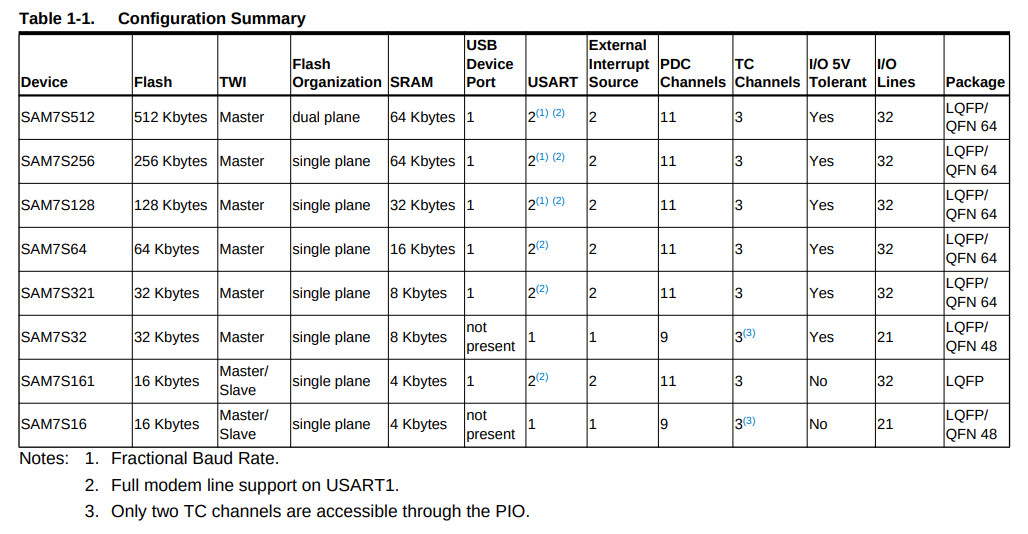 Table 1-1. Configuration Summary
Device Flash TWI Flash Organization SRAM USB Device Port USART External Interrupt Source PDC Channels TC Channels I/O 5V Tolerant I/O Lines Package
SAM7S512 512 Kbytes Master dual plane 64 Kbytes 1 2(1) (2) 2 11 3 Yes 32 LQFP/ QFN 64
SAM7S256 256 Kbytes Master single plane 64 Kbytes 1 2(1) (2) 2 11 3 Yes 32 LQFP/ QFN 64
SAM7S128 128 Kbytes Master single plane 32 Kbytes 1 2(1) (2) 2 11 3 Yes 32 LQFP/ QFN 64
SAM7S64 64 Kbytes Master single plane 16 Kbytes 1 2(2) 2 11 3 Yes 32 LQFP/ QFN 64
SAM7S321 32 Kbytes Master single plane 8 Kbytes 1 2(2) 2 11 3 Yes 32 LQFP/ QFN 64
SAM7S32 32 Kbytes Master single plane 8 Kbytes not present 1 1 9 3(3) Yes 21 LQFP/ QFN 48
SAM7S161 16 Kbytes Master/ Slave single plane 4 Kbytes 1 2(2) 2 11 3 No 32 LQFP
SAM7S16 16 Kbytes Master/ Slave single plane 4 Kbytes not present 1 1 9 3(3) No 21 LQFP/ QFN 48
Notes: 1. Fractional Baud Rate.
2. Full modem line support on USART1.
3. Only two TC channels are accessible through the PIO.